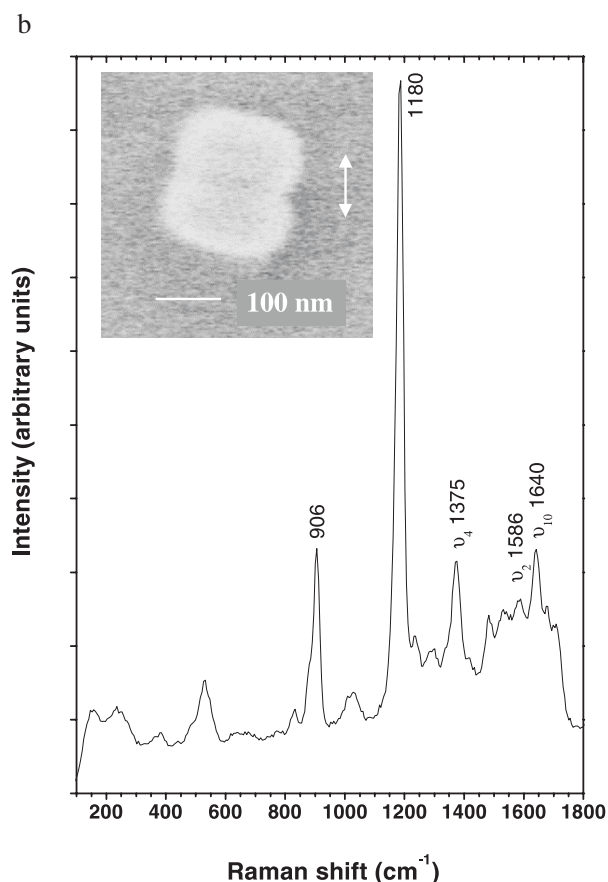 b
1180
100 nm
906
υ₄ 1375
υ₂ 1586
υ₁₀ 1640
Intensity (arbitrary units)
200 400 600 800 1000 1200 1400 1600 1800
Raman shift (cm⁻¹)